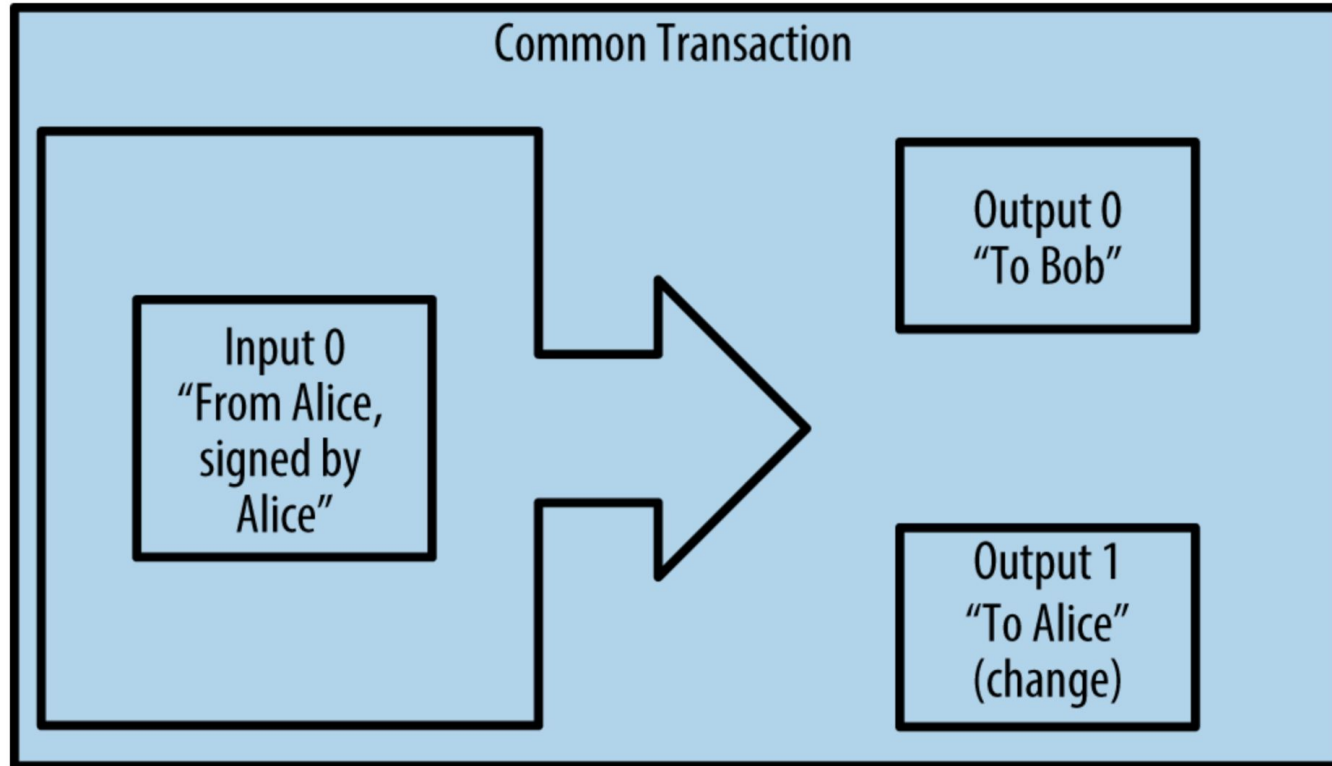 Common Transaction
Input 0
“From Alice,
signed by
Alice”
Output 0
“To Bob”
Output 1
“To Alice”
(change)